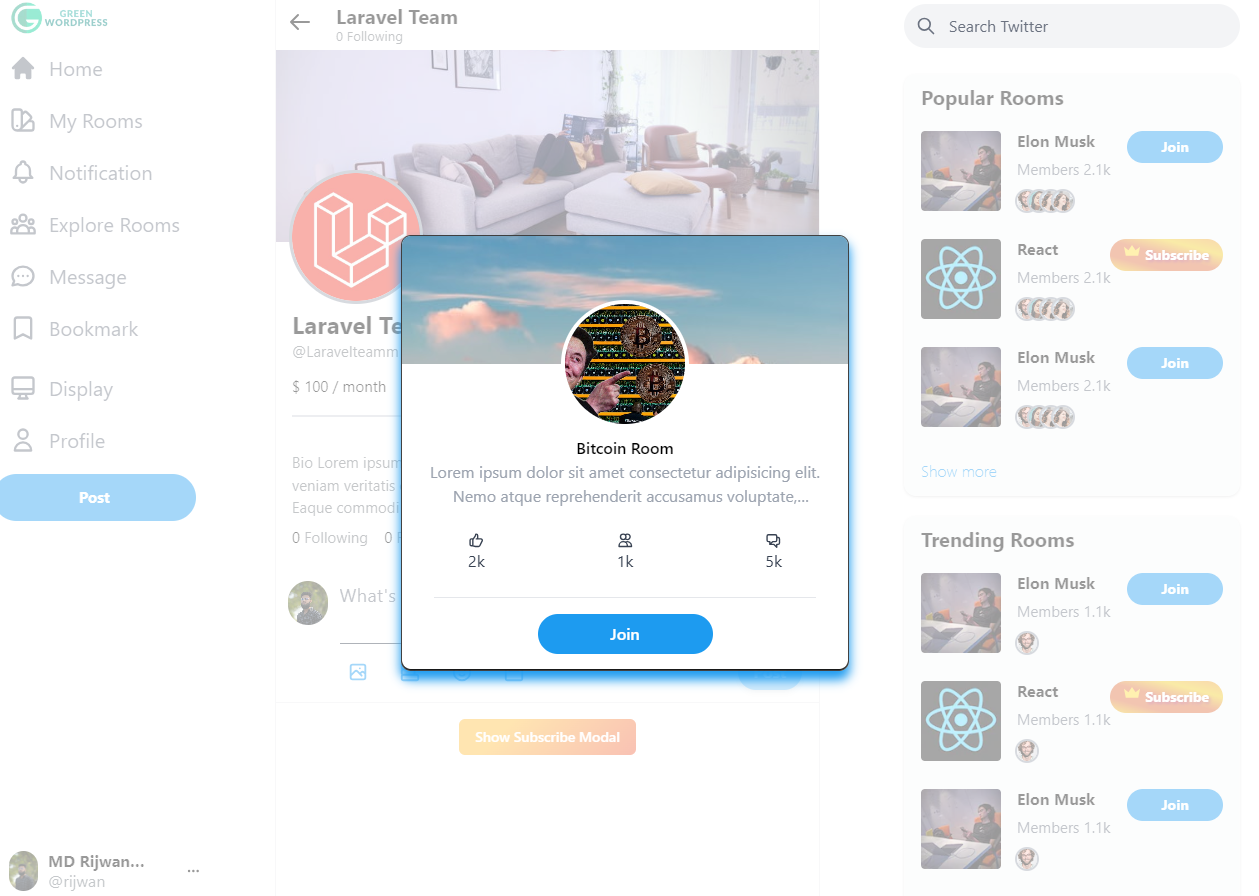 GREEN
WORDPRESS
Home
My Rooms
Notification
Explore Rooms
Message
Bookmark
Display
Profile
Post
MD Rijwan...
@rijwan
...
Laravel Team
0 Following
Laravel Te
@Laravelteamm
$ 100 / month
Bio Lorem ipsum
veniam veritatis
Eaque commodi
0 Following 0
What's
Show Subscribe Modal
Bitcoin Room
Lorem ipsum dolor sit amet consectetur adipisicing elit.
Nemo atque reprehenderit accusamus voluptate,...
2k
1k
5k
Join
Search Twitter
Popular Rooms
Elon Musk
Members 2.1k
Join
React
Members 2.1k
Subscribe
Elon Musk
Members 2.1k
Join
Show more
Trending Rooms
Elon Musk
Members 1.1k
Join
React
Members 1.1k
Subscribe
Elon Musk
Members 1.1k
Join